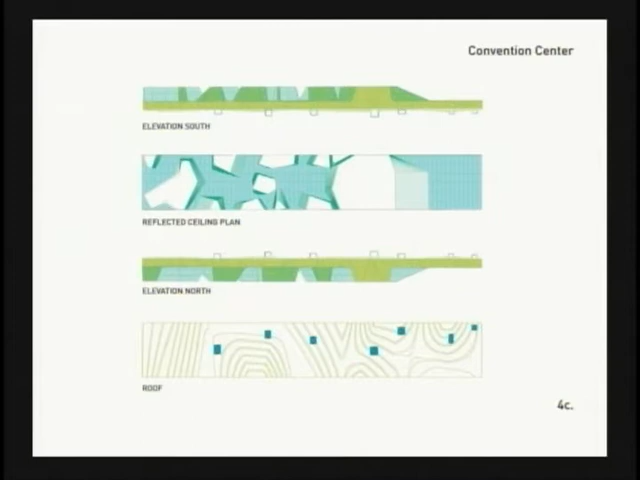 Convention Center
ELEVATION SOUTH
REFLECTED CEILING PLAN
ELEVATION NORTH
ROOF
4c.